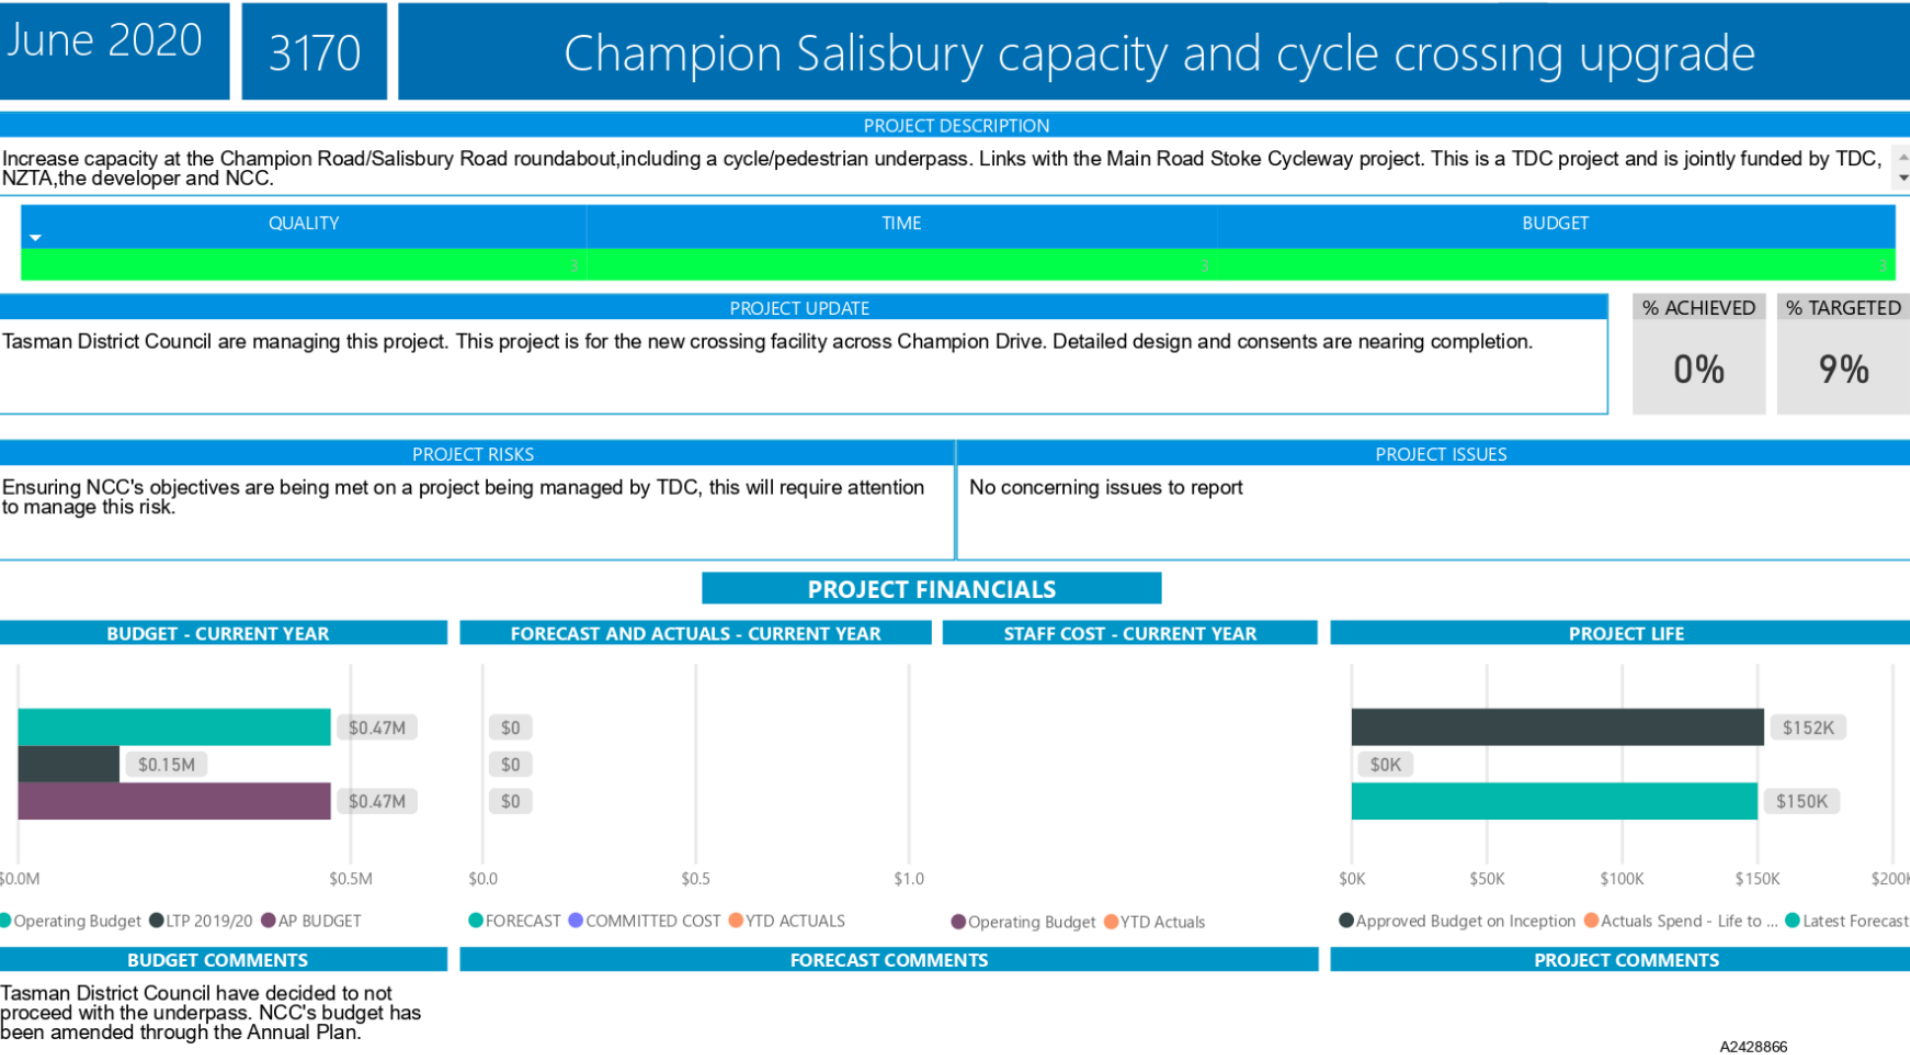 June 2020
3170
Champion Salisbury capacity and cycle crossing upgrade
PROJECT DESCRIPTION
Increase capacity at the Champion Road/Salisbury Road roundabout,including a cycle/pedestrian underpass. Links with the Main Road Stoke Cycleway project. This is a TDC project and is jointly funded by TDC,
NZTA,the developer and NCC.
QUALITY
TIME
BUDGET
3
3
3
PROJECT UPDATE
Tasman District Council are managing this project. This project is for the new crossing facility across Champion Drive. Detailed design and consents are nearing completion.
% ACHIEVED
0%
% TARGETED
9%
PROJECT RISKS
Ensuring NCC's objectives are being met on a project being managed by TDC, this will require attention
to manage this risk.
PROJECT ISSUES
No concerning issues to report
PROJECT FINANCIALS
BUDGET - CURRENT YEAR
$0.47M
$0.15M
$0.47M
$0.0M
$0.5M
Operating Budget
LTP 2019/20
AP BUDGET
FORECAST AND ACTUALS - CURRENT YEAR
$0
$0
$0
$0.0
$0.5
$1.0
FORECAST
COMMITTED COST
YTD ACTUALS
STAFF COST - CURRENT YEAR
Operating Budget
YTD Actuals
PROJECT LIFE
$152K
$0K
$150K
$0K
$50K
$100K
$150K
$200K
Approved Budget on Inception
Actuals Spend - Life to ...
Latest Forecast
BUDGET COMMENTS
Tasman District Council have decided to not
proceed with the underpass. NCC's budget has
been amended through the Annual Plan.
FORECAST COMMENTS
PROJECT COMMENTS
A2428866